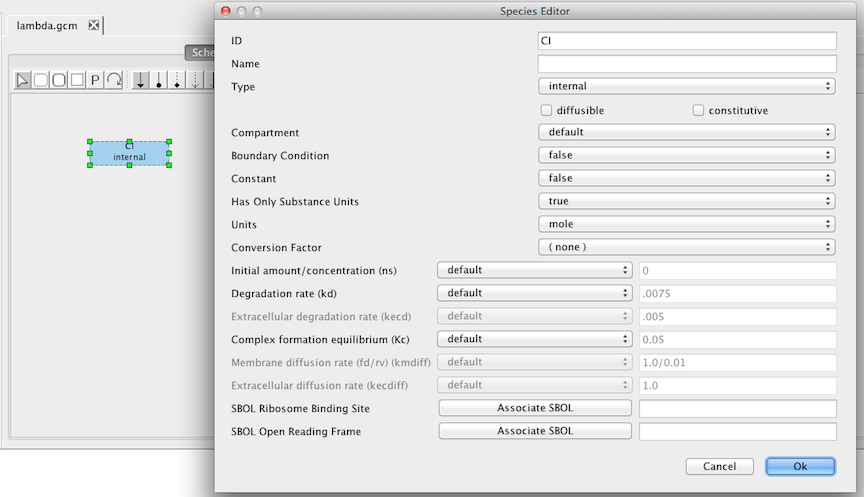 Species Editor
lambda.gcm
Sche
P
CI
internal
ID CI
Name
Type internal
diffusible constitutive
Compartment default
Boundary Condition false
Constant false
Has Only Substance Units true
Units mole
Conversion Factor ( none )
Initial amount/concentration (ns) default 0
Degradation rate (kd) default .0075
Extracellular degradation rate (kecd) default .005
Complex formation equilibrium (Kc) default 0.05
Membrane diffusion rate (fd/rv) (kmdiff) default 1.0/0.01
Extracellular diffusion rate (kecdiff) default 1.0
SBOL Ribosome Binding Site Associate SBOL
SBOL Open Reading Frame Associate SBOL
Cancel Ok